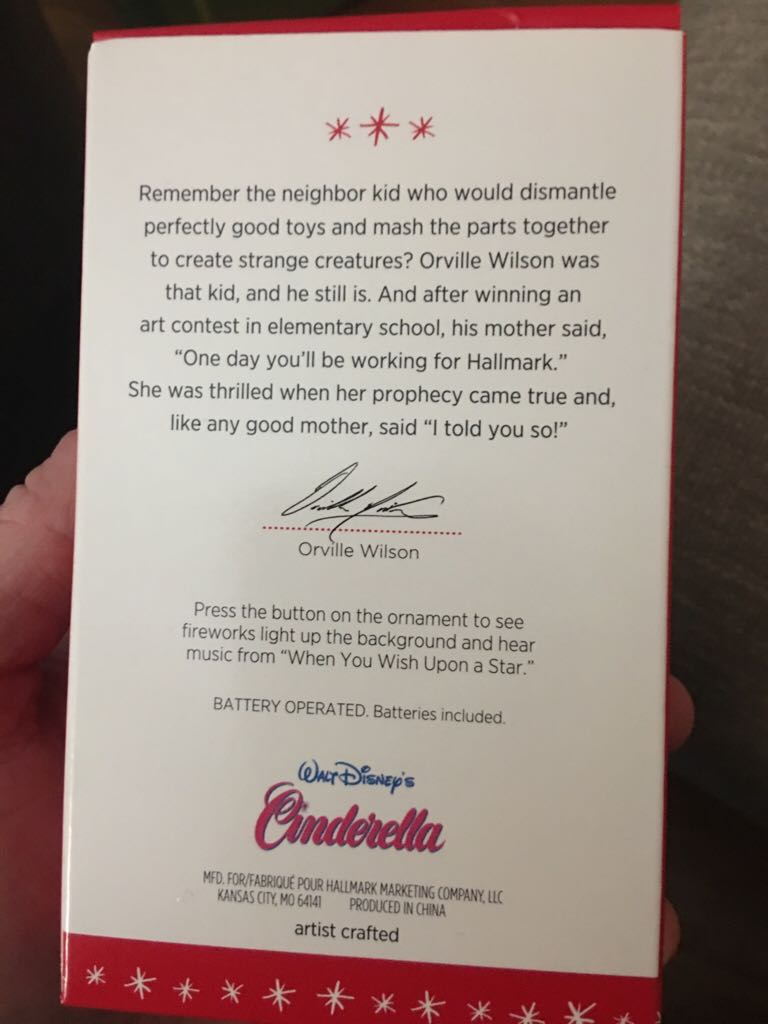 Remember the neighbor kid who would dismantle
perfectly good toys and mash the parts together
to create strange creatures? Orville Wilson was
that kid, and he still is. And after winning an
art contest in elementary school, his mother said,
“One day you’ll be working for Hallmark.”
She was thrilled when her prophecy came true and,
like any good mother, said “I told you so!”
Orville Wilson
Press the button on the ornament to see
fireworks light up the background and hear
music from “When You Wish Upon a Star.”
BATTERY OPERATED. Batteries included.
WALT DISNEY’S
Cinderella
MFD. FOR/FABRIQUÉ POUR HALLMARK MARKETING COMPANY, LLC
KANSAS CITY, MO 64141 PRODUCED IN CHINA
artist crafted